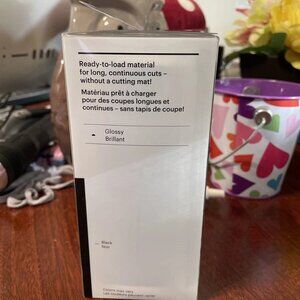 Ready-to-load material
for long, continuous cuts –
without a cutting mat!
Matériau prêt à charger
pour des coupes longues et
continues – sans tapis de coupe!
Glossy
Brillant
Black
Noir
Colors may vary
Les couleurs peuvent varier